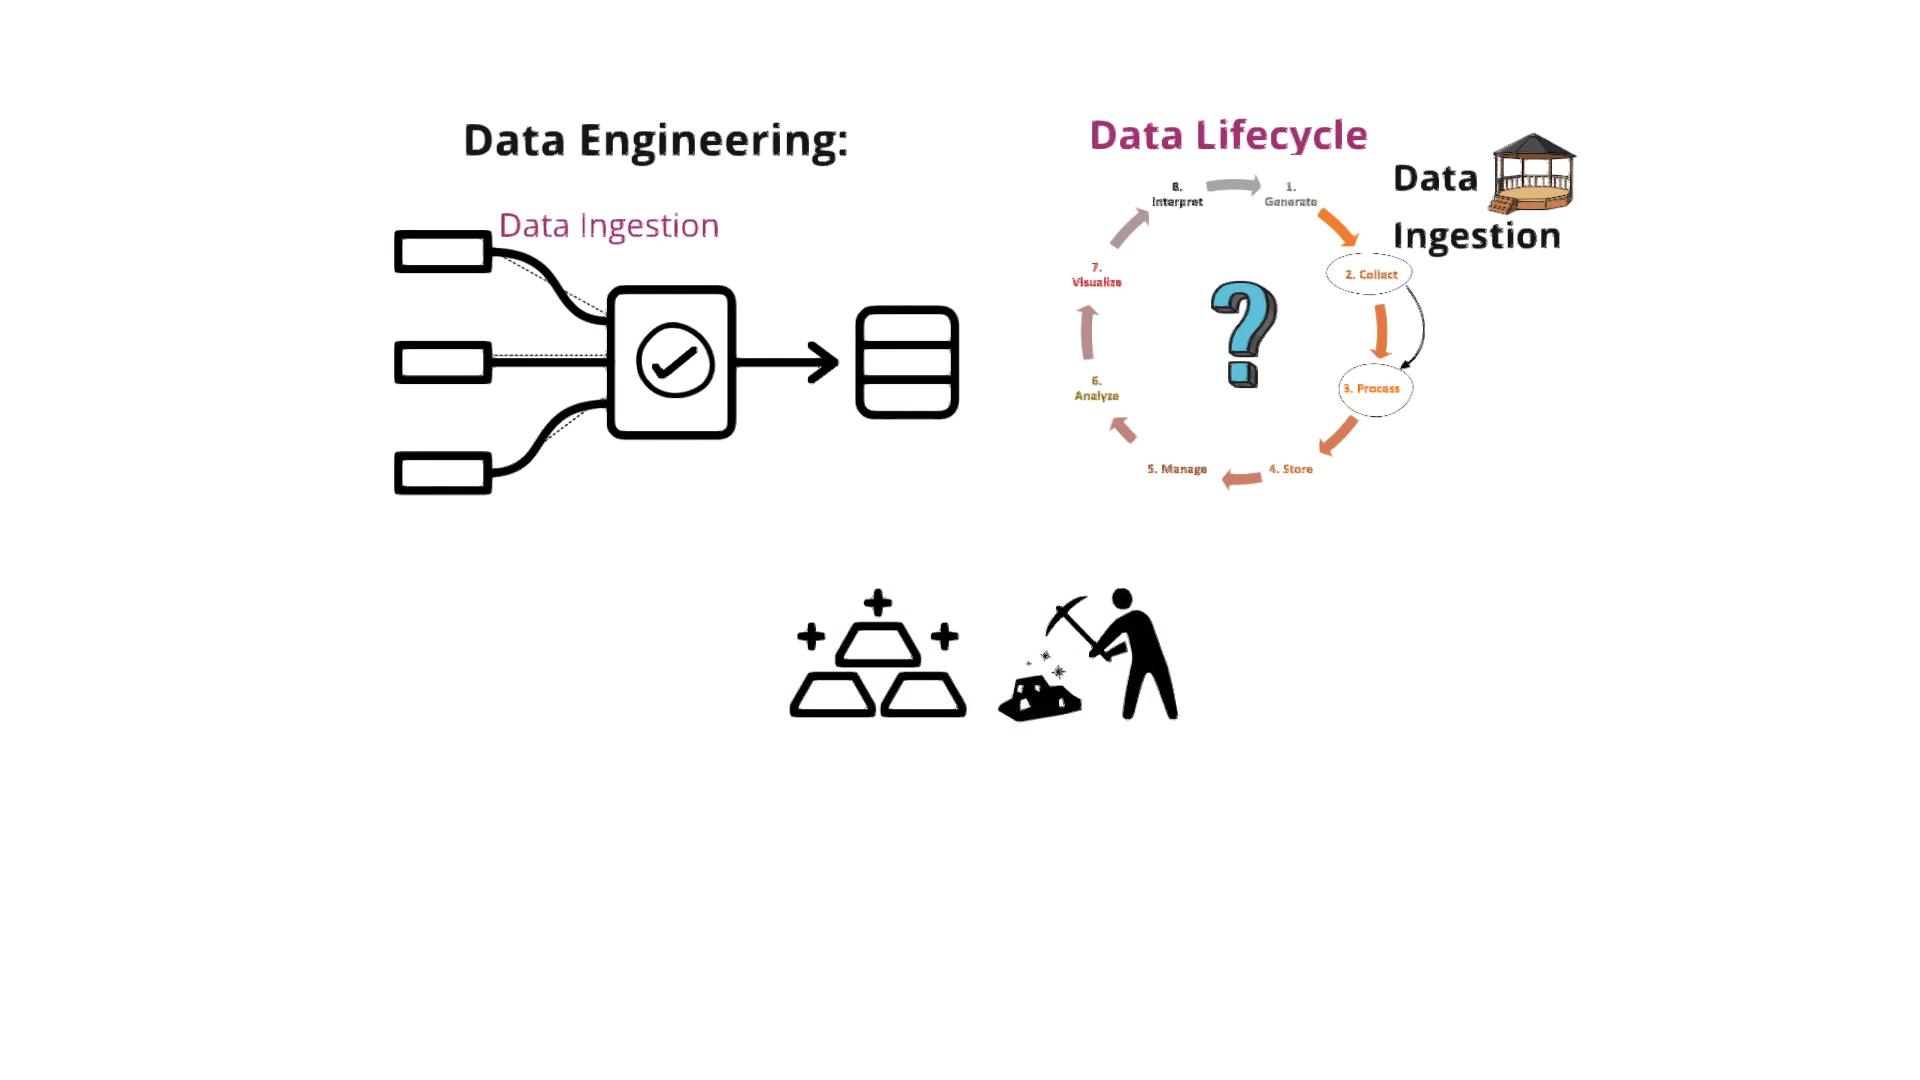 Data Engineering:
Data Ingestion
Data Lifecycle
Data
Ingestion
8.
Interpret
1.
Generate
2. Collect
3. Process
4. Store
5. Manage
6.
Analyze
7.
Visualize